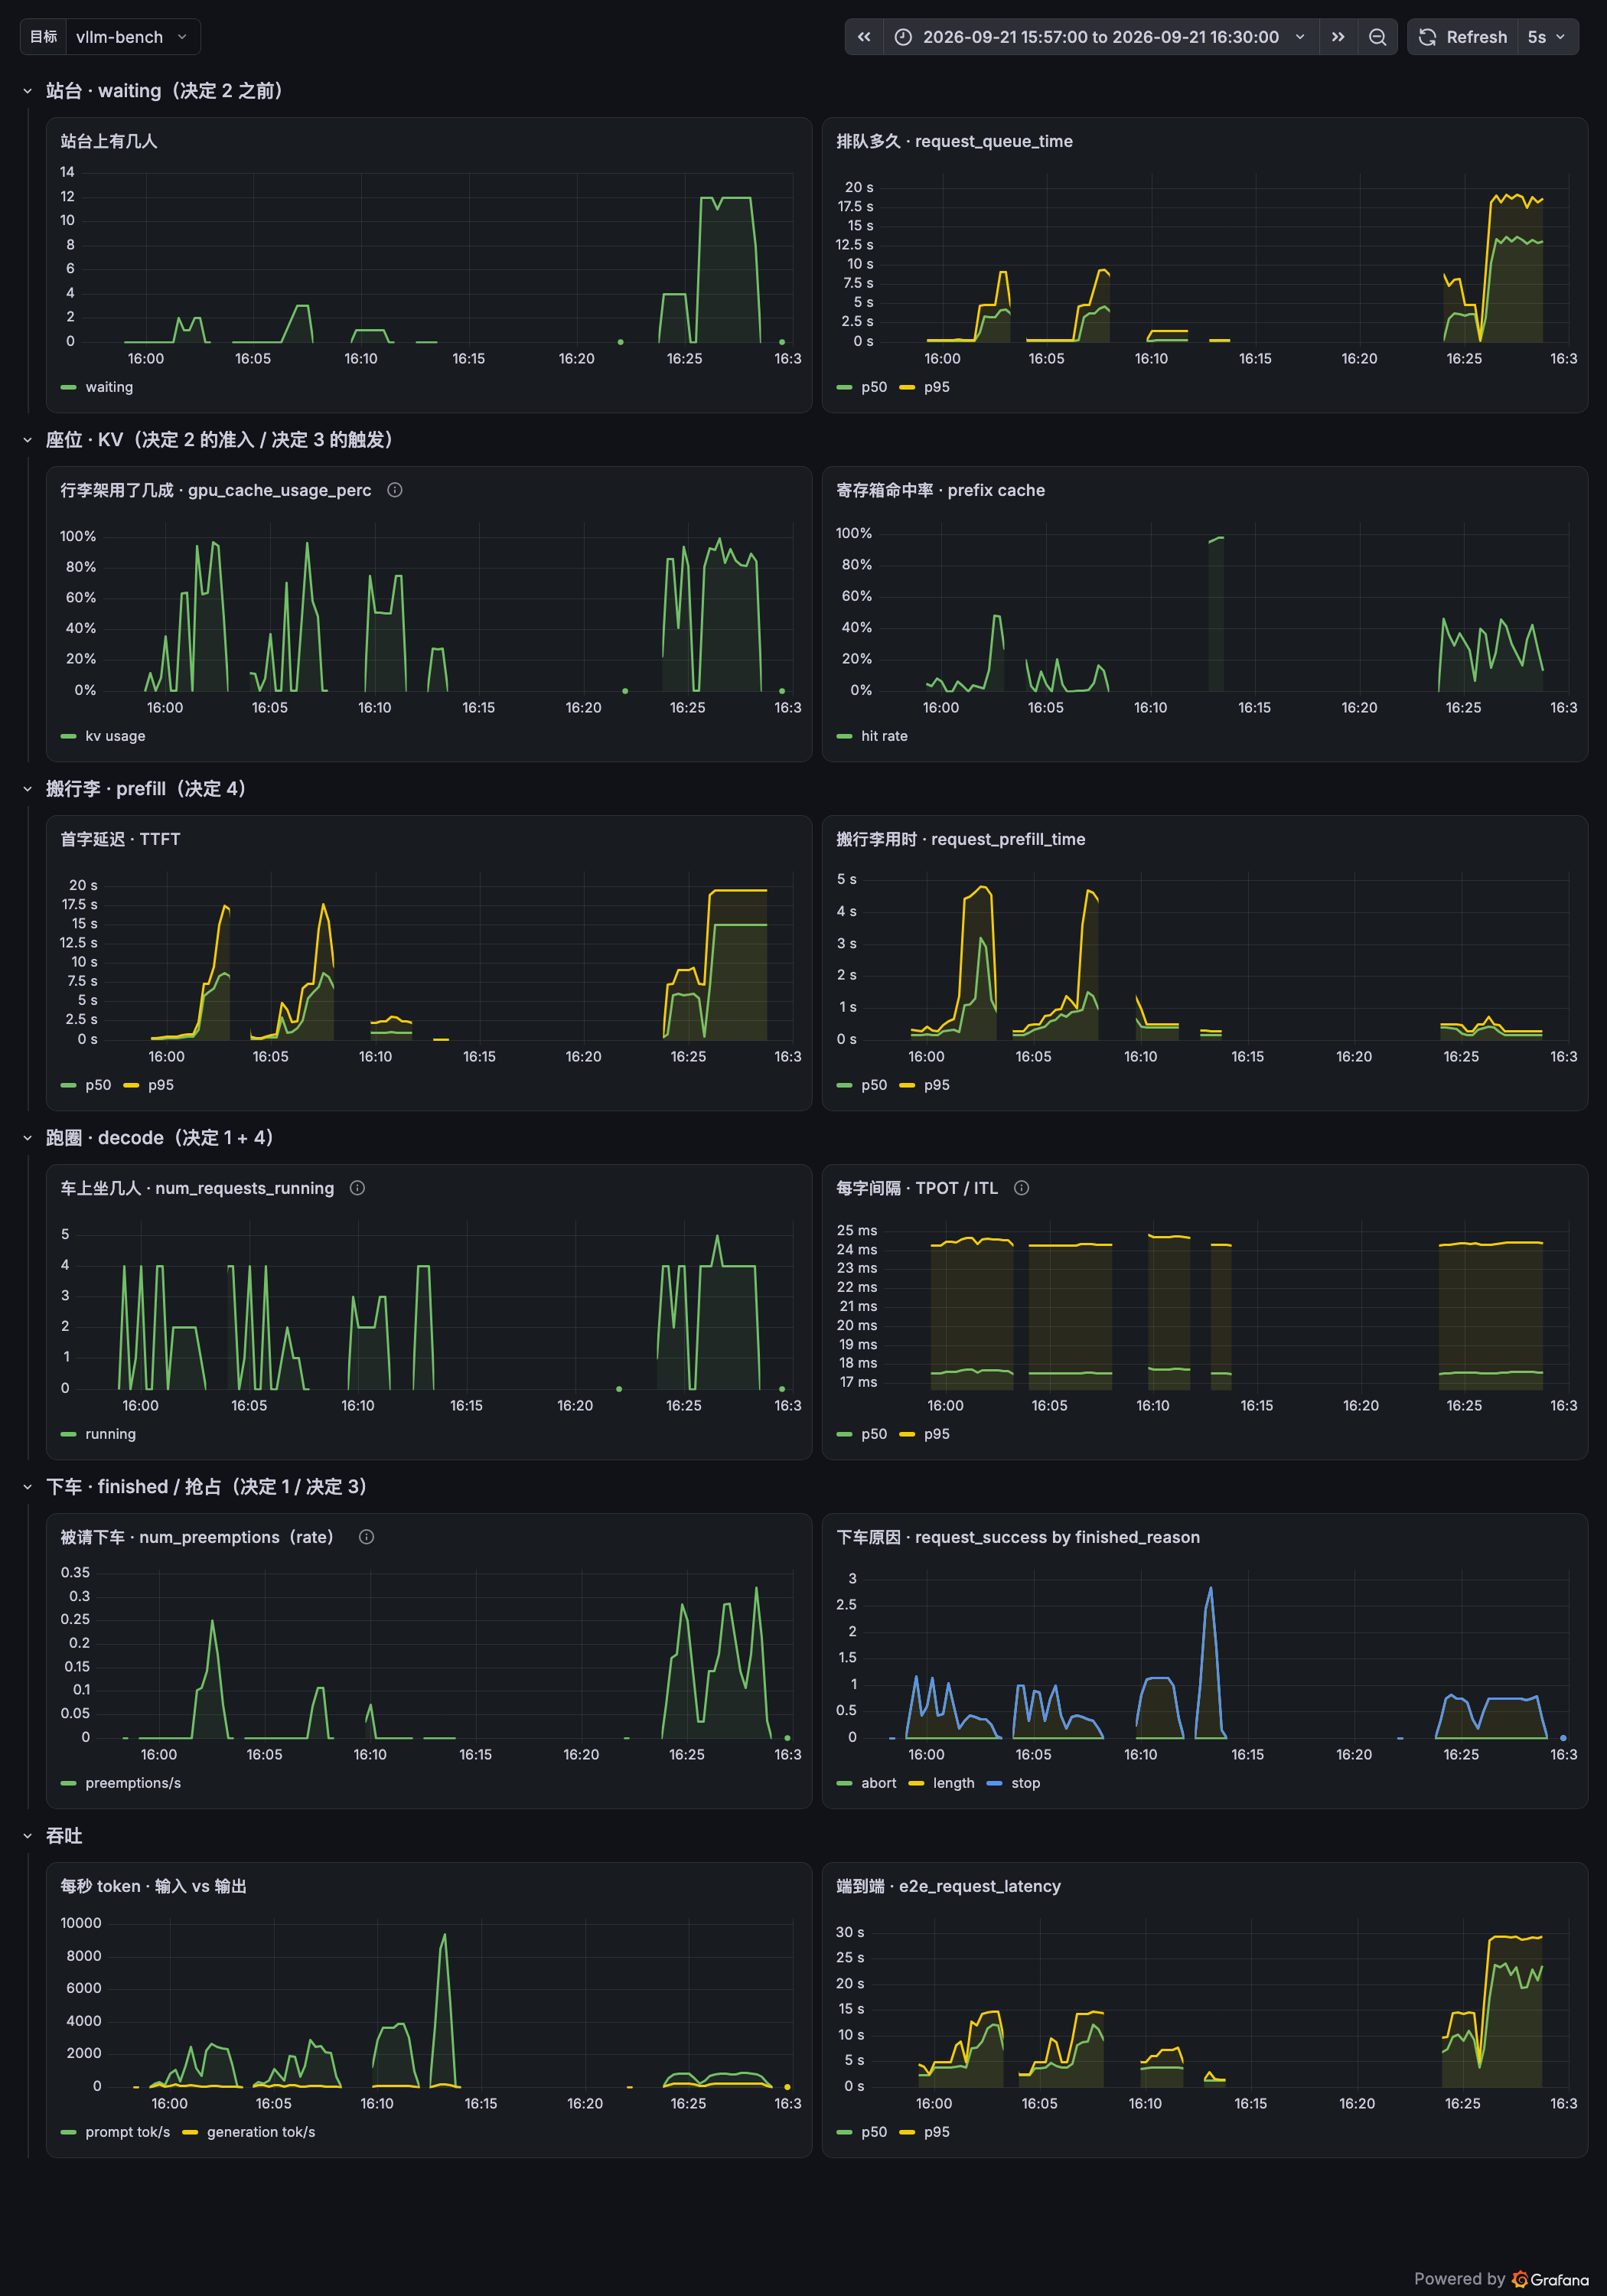 目标 vllm-bench
2026-09-21 15:57:00 to 2026-09-21 16:30:00 Refresh 5s
站台 · waiting（决定 2 之前）
站台上有几人
14
12
10
8
6
4
2
0
16:00 16:05 16:10 16:15 16:20 16:25 16:3
waiting
排队多久 · request_queue_time
20 s
17.5 s
15 s
12.5 s
10 s
7.5 s
5 s
2.5 s
0 s
16:00 16:05 16:10 16:15 16:20 16:25 16:3
p50 p95
座位 · KV（决定 2 的准入 / 决定 3 的触发）
行李架用了几成 · gpu_cache_usage_perc
100%
80%
60%
40%
20%
0%
16:00 16:05 16:10 16:15 16:20 16:25 16:3
kv usage
寄存箱命中率 · prefix cache
100%
80%
60%
40%
20%
0%
16:00 16:05 16:10 16:15 16:20 16:25 16:3
hit rate
搬行李 · prefill（决定 4）
首字延迟 · TTFT
20 s
17.5 s
15 s
12.5 s
10 s
7.5 s
5 s
2.5 s
0 s
16:00 16:05 16:10 16:15 16:20 16:25 16:3
p50 p95
搬行李用时 · request_prefill_time
5 s
4 s
3 s
2 s
1 s
0 s
16:00 16:05 16:10 16:15 16:20 16:25 16:3
p50 p95
跑圈 · decode（决定 1 + 4）
车上坐几人 · num_requests_running
5
4
3
2
1
0
16:00 16:05 16:10 16:15 16:20 16:25 16:3
running
每字间隔 · TPOT / ITL
25 ms
24 ms
23 ms
22 ms
21 ms
20 ms
19 ms
18 ms
17 ms
16:00 16:05 16:10 16:15 16:20 16:25 16:3
p50 p95
下车 · finished / 抢占（决定 1 / 决定 3）
被请下车 · num_preemptions（rate）
0.35
0.3
0.25
0.2
0.15
0.1
0.05
0
16:00 16:05 16:10 16:15 16:20 16:25 16:3
preemptions/s
下车原因 · request_success by finished_reason
3
2.5
2
1.5
1
0.5
0
16:00 16:05 16:10 16:15 16:20 16:25 16:3
abort length stop
吞吐
每秒 token · 输入 vs 输出
10000
8000
6000
4000
2000
0
16:00 16:05 16:10 16:15 16:20 16:25 16:3
prompt tok/s generation tok/s
端到端 · e2e_request_latency
30 s
25 s
20 s
15 s
10 s
5 s
0 s
16:00 16:05 16:10 16:15 16:20 16:25 16:3
p50 p95
Powered by Grafana